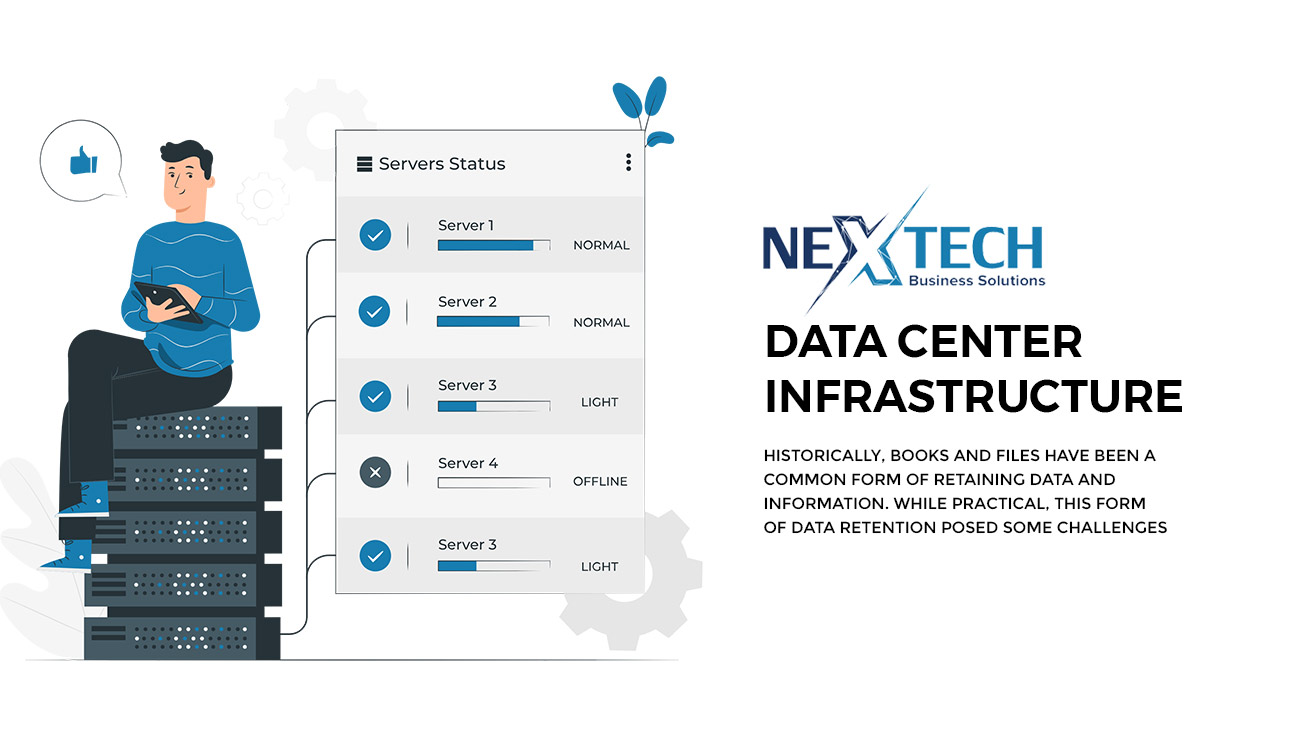 Servers Status
Server 1
NORMAL
Server 2
NORMAL
Server 3
LIGHT
Server 4
OFFLINE
Server 3
LIGHT
NEXTECH
Business Solutions
DATA CENTER
INFRASTRUCTURE
HISTORICALLY, BOOKS AND FILES HAVE BEEN A
COMMON FORM OF RETAINING DATA AND
INFORMATION. WHILE PRACTICAL, THIS FORM
OF DATA RETENTION POSED SOME CHALLENGES